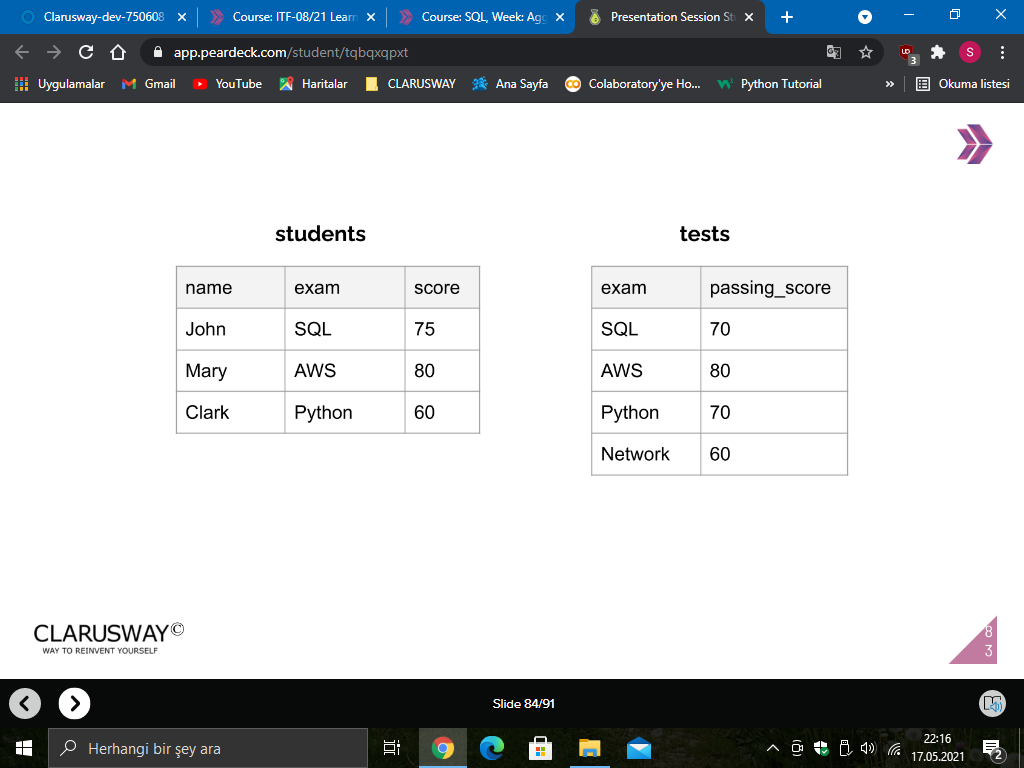 Clarusway-dev-750608
Course: ITF-08/21 Learn
Course: SQL, Week: Agg
Presentation Session St
app.peardeck.com/student/tqbqxqpxt
3
S
Uygulamalar
Gmail
YouTube
Haritalar
CLARUSWAY
Ana Sayfa
Colaboratory'ye Ho...
Python Tutorial
»
Okuma listesi
students
name exam score
John SQL 75
Mary AWS 80
Clark Python 60
tests
exam passing_score
SQL 70
AWS 80
Python 70
Network 60
CLARUSWAY©
WAY TO REINVENT YOURSELF
8
3
Slide 84/91
Herhangi bir şey ara
22:16
17.05.2021
2